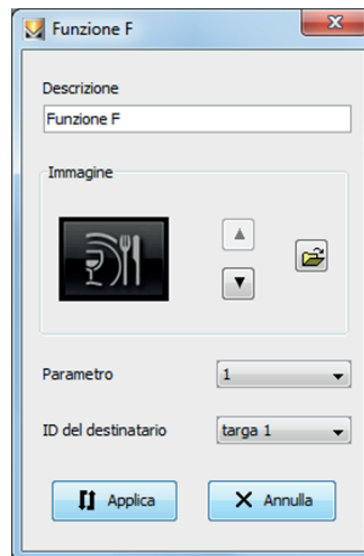 Funzione F
Descrizione
Funzione F
Immagine
Parametro
1
ID del destinatario
targa 1
Applica
Annulla